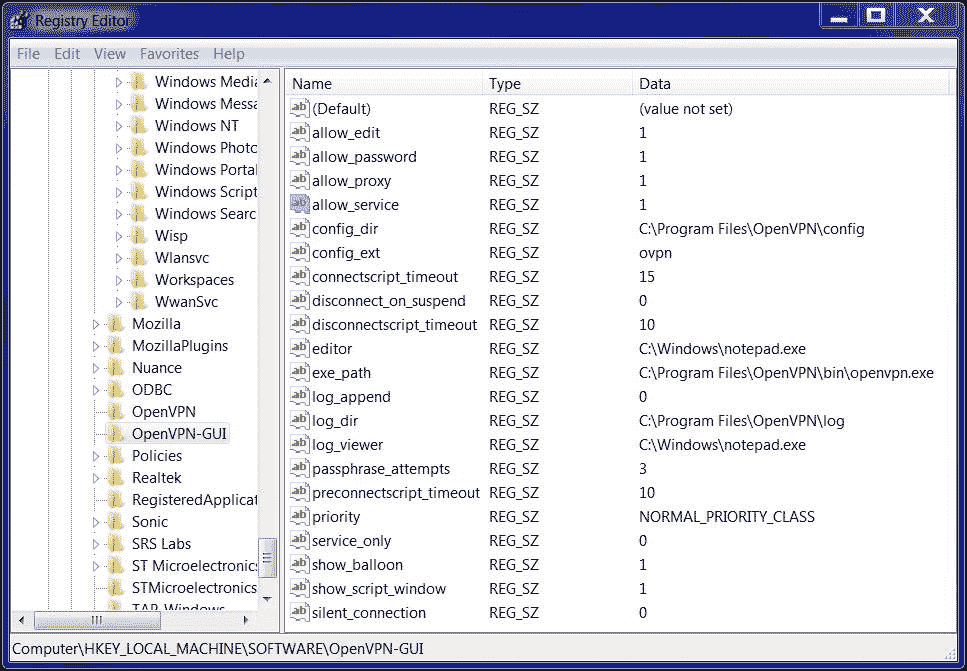 Registry Editor
File Edit View Favorites Help
Windows Media
Windows Messa
Windows NT
Windows Photo
Windows Portal
Windows Script
Windows Searc
Wisp
Wlansvc
Workspaces
WwanSvc
Mozilla
MozillaPlugins
Nuance
ODBC
OpenVPN
OpenVPN-GUI
Policies
Realtek
RegisteredApplicat
Sonic
SRS Labs
ST Microelectronics
STMicroelectronics
TAP-Windows
Name Type Data
(Default) REG_SZ (value not set)
allow_edit REG_SZ 1
allow_password REG_SZ 1
allow_proxy REG_SZ 1
allow_service REG_SZ 1
config_dir REG_SZ C:\Program Files\OpenVPN\config
config_ext REG_SZ ovpn
connectscript_timeout REG_SZ 15
disconnect_on_suspend REG_SZ 0
disconnectscript_timeout REG_SZ 10
editor REG_SZ C:\Windows\notepad.exe
exe_path REG_SZ C:\Program Files\OpenVPN\bin\openvpn.exe
log_append REG_SZ 0
log_dir REG_SZ C:\Program Files\OpenVPN\log
log_viewer REG_SZ C:\Windows\notepad.exe
passphrase_attempts REG_SZ 3
preconnectscript_timeout REG_SZ 10
priority REG_SZ NORMAL_PRIORITY_CLASS
service_only REG_SZ 0
show_balloon REG_SZ 1
show_script_window REG_SZ 1
silent_connection REG_SZ 0
Computer\HKEY_LOCAL_MACHINE\SOFTWARE\OpenVPN-GUI